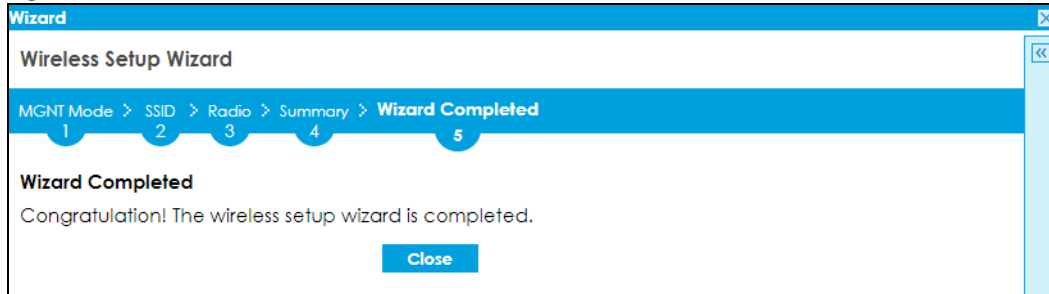 Wizard
Wireless Setup Wizard
MGNT Mode > SSID > Radio > Summary > Wizard Completed
1 2 3 4 5
Wizard Completed
Congratulation! The wireless setup wizard is completed.
Close